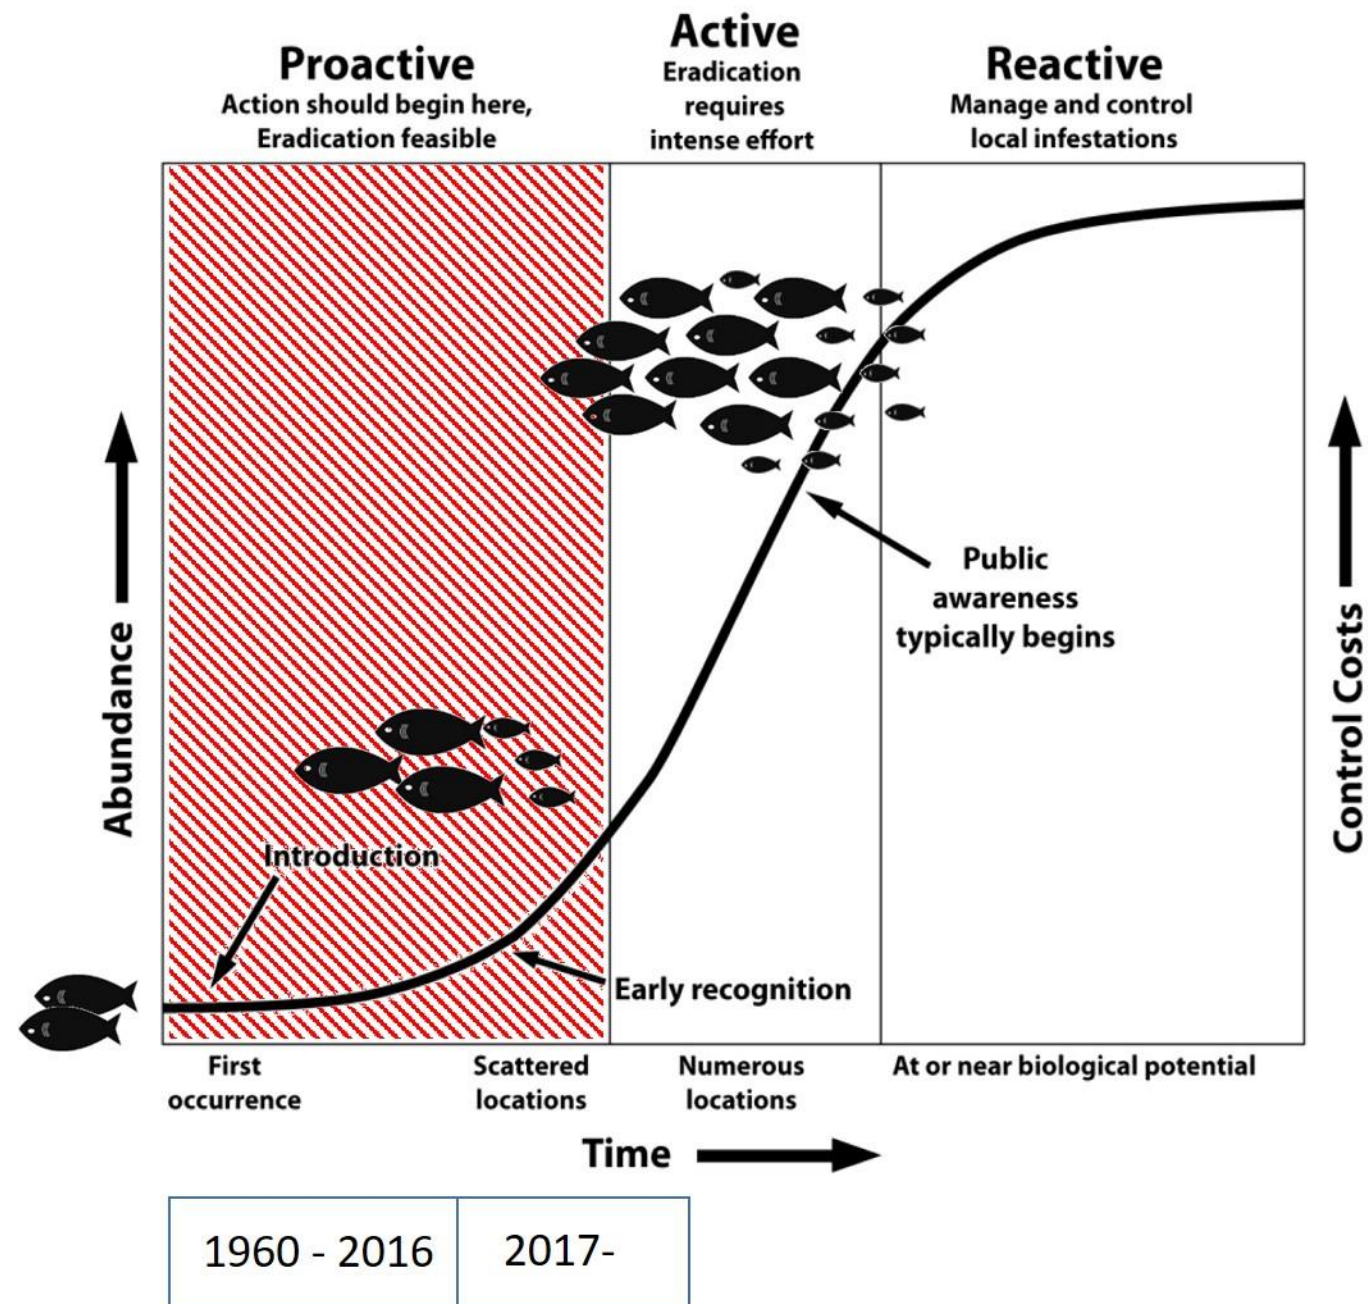 Proactive
Action should begin here,
Eradication feasible
Active
Eradication
requires
intense effort
Reactive
Manage and control
local infestations
Abundance
Control Costs
Public
awareness
typically begins
Introduction
Early recognition
First
occurrence
Scattered
locations
Numerous
locations
At or near biological potential
Time
1960 - 2016
2017-